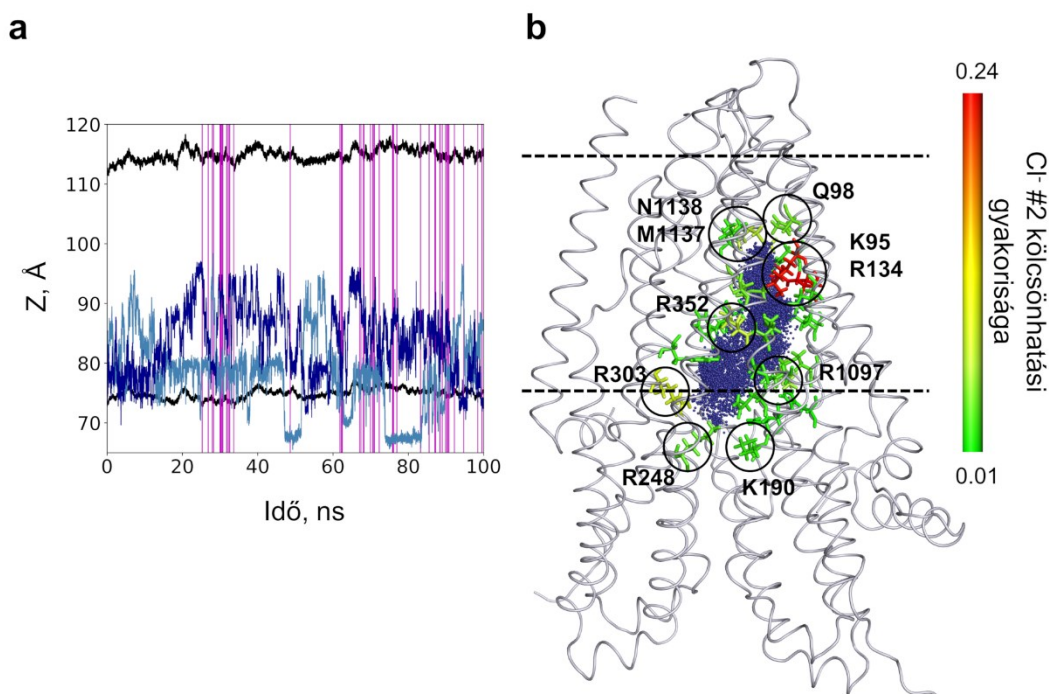 a
b
Z, Å
120
110
100
90
80
70
0
20
40
60
80
100
Idő, ns
N1138
M1137
Q98
K95
R134
R352
R303
R1097
R248
K190
0.24
0.01
Cl- #2 kölcsönhatási
gyakorisága